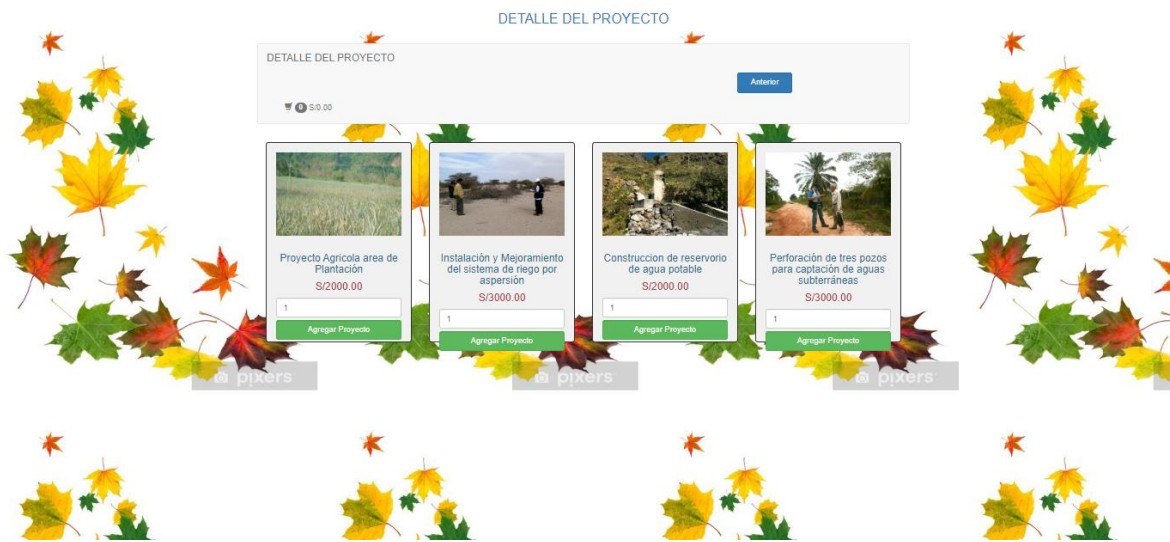 DETALLE DEL PROYECTO
DETALLE DEL PROYECTO
Anterior
0 S/0.00
Proyecto Agricola area de
Plantación
S/2000.00
1
Agregar Proyecto
Instalación y Mejoramiento
del sistema de riego por
aspersión
S/3000.00
1
Agregar Proyecto
Construccion de reservorio
de agua potable
S/2000.00
1
Agregar Proyecto
Perforación de tres pozos
para captación de aguas
subterráneas
S/3000.00
1
Agregar Proyecto
pixers
pixers
pixers